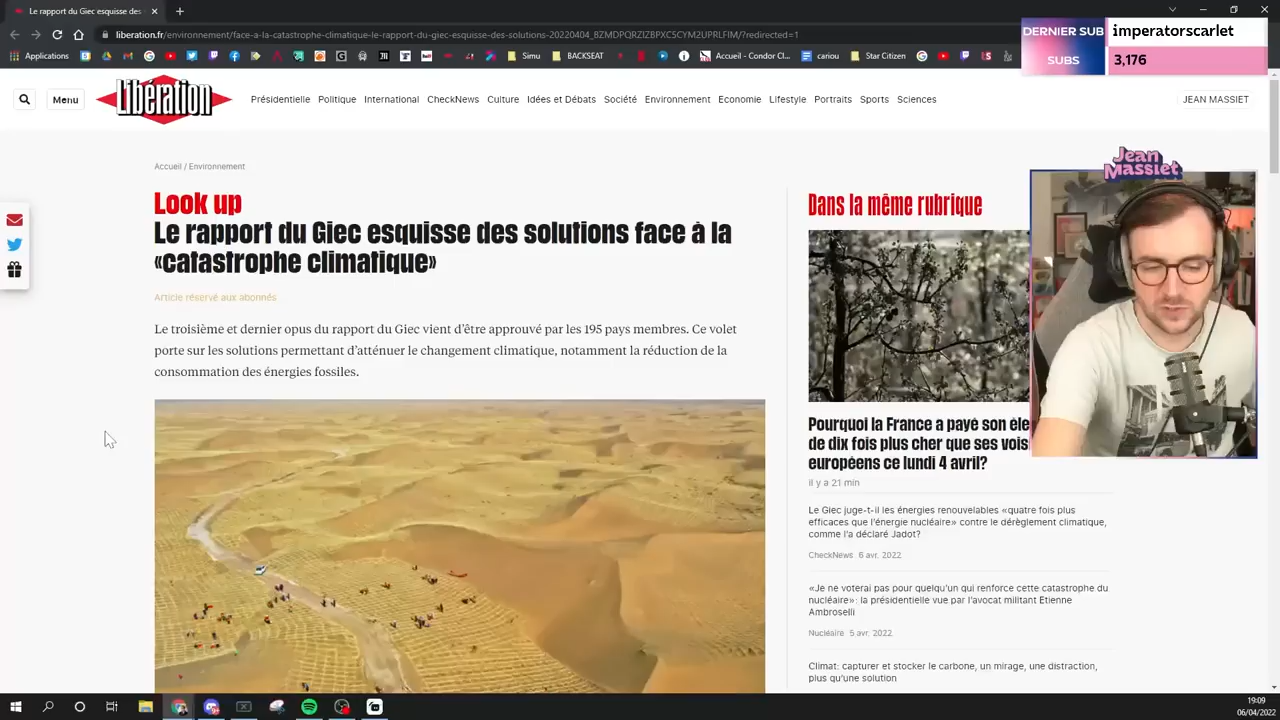 Le rapport du
liberation.fr/environnement/face-a-la-catastrophe-climatique-le-rapport-du-giec-esquisse-des-solutions-20220404_8ZMDPQRZIZBPXC5CYM2UPRLFIM/?redirected=1
DERNIER SUB
imperatorscarlet
SUBS
3,176
Applications
Simu
BACKSEAT
Accueil - Condor Cl...
cariou
Star Citizen
Google
Search
Menu
Libération
Présidentielle
Politique
International
CheckNews
Culture
Idées et Débats
Société
Environnement
Economie
Lifestyle
Portraits
Sports
Sciences
JEAN MASSIET
Jean
Massiet
Accueil / Environnement
Look up
Le rapport du Giec esquisse des solutions face à la
«catastrophe climatique»
Article réservé aux abonnés
Le troisième et dernier opus du rapport du Giec vient d'être approuvé par les 195 pays membres. Ce volet
porte sur les solutions permettant d'atténuer le changement climatique, notamment la réduction de la
consommation des énergies fossiles.
Dans la même rubrique
Pourquoi la France a payé son éle
de dix fois plus cher que ses vois
européens ce lundi 4 avril?
il y a 21 min
Le Giec juge-t-il les énergies renouvelables «quatre fois plus
efficaces que l'énergie nucléaire» contre le dérèglement climatique,
comme l'a déclaré Jadot?
CheckNews 6 avr. 2022
«Je ne voterai pas pour quelqu'un qui renforce cette catastrophe du
nucléaire»: la présidentielle vue par l'avocat militant Etienne
Ambroselli
Nucléaire 5 avr. 2022
Climat: capturer et stocker le carbone, un mirage, une distraction,
plus qu'une solution
19:09
06/04/2022